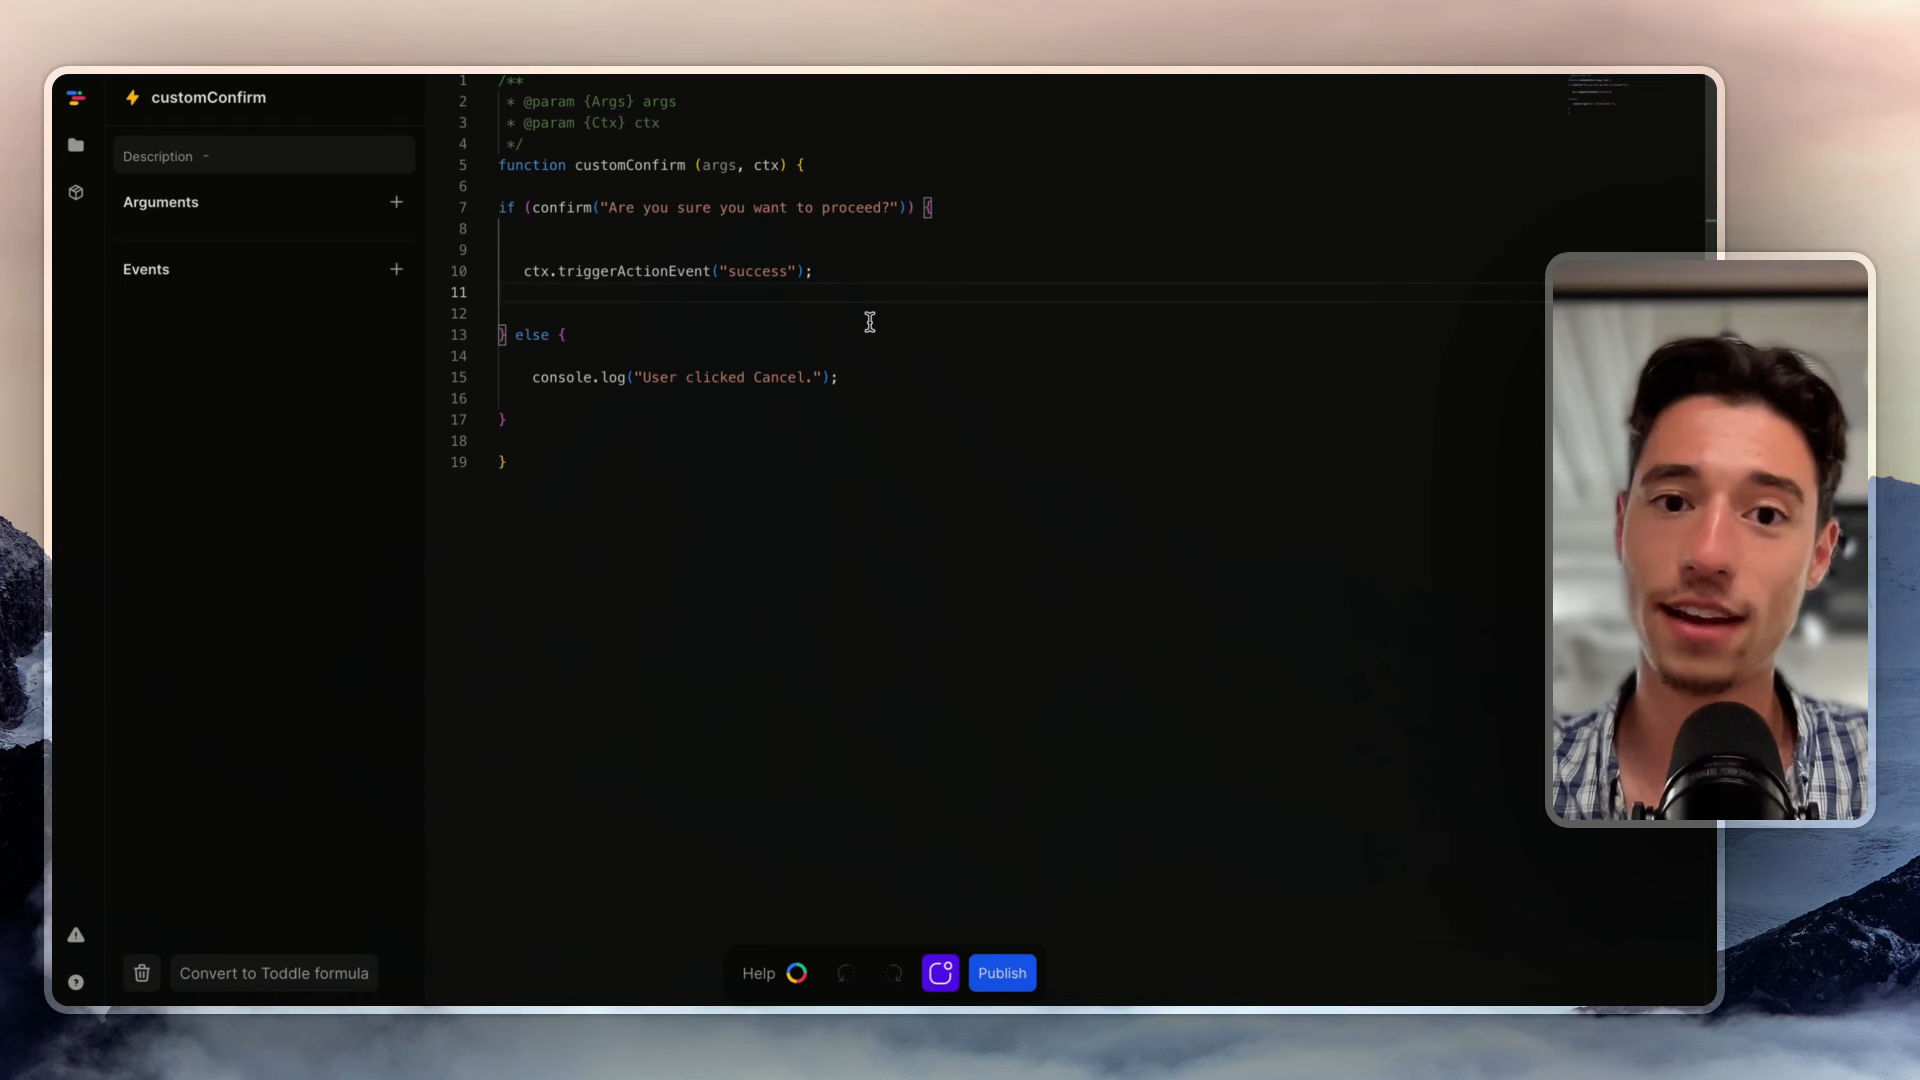 customConfirm
Description -
Arguments
Events
Convert to Toddle formula
1 /**
2 * @param {Args} args
3 * @param {Ctx} ctx
4 */
5 function customConfirm (args, ctx) {
6
7 if (confirm("Are you sure you want to proceed?")) {
8
9
10 ctx.triggerActionEvent("success");
11
12
13 } else {
14
15 console.log("User clicked Cancel.");
16
17 }
18
19 }
Help
Publish